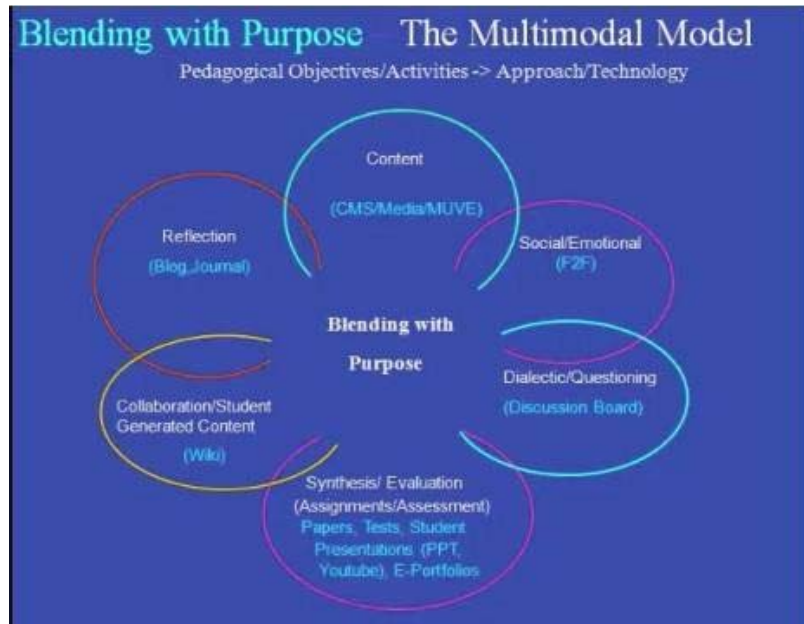 Blending with Purpose The Multimodal Model
Pedagogical Objectives/Activities -> Approach/Technology
Content
(CMS/Media/MUVE)
Reflection
(Blog,Journal)
Social/Emotional
(F2F)
Blending with
Purpose
Dialectic/Questioning
(Discussion Board)
Collaboration/Student
Generated Content
(Wiki)
Synthesis/ Evaluation
(Assignments/Assessment)
Papers, Tests, Student
Presentations (PPT,
Youtube), E-Portfolios